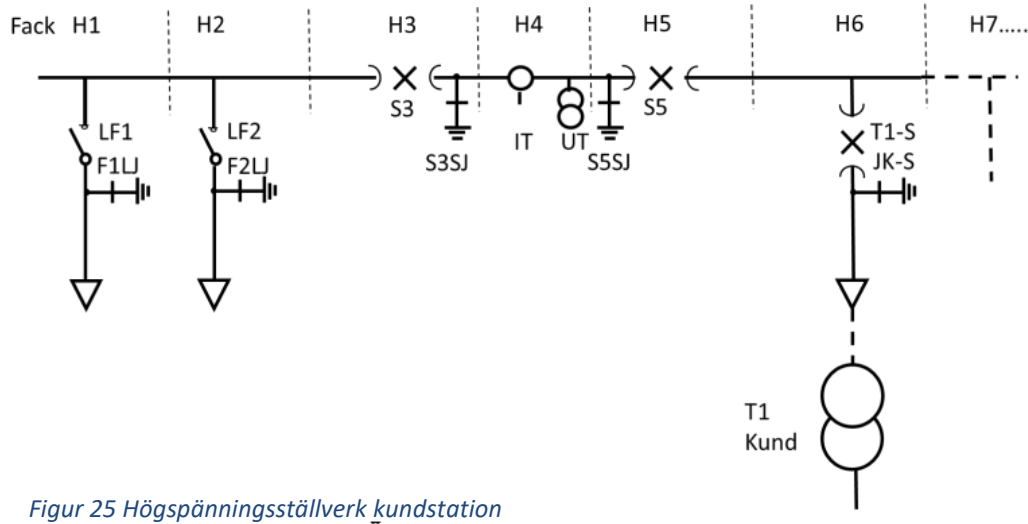 Fack H1 H2 H3 H4 H5 H6 H7.....
S3 S5
LF1 LF2 T1-S
F1LJ F2LJ S3SJ IT UT S5SJ JK-S
T1
Kund
Figur 25 Högspänningsställverk kundstation